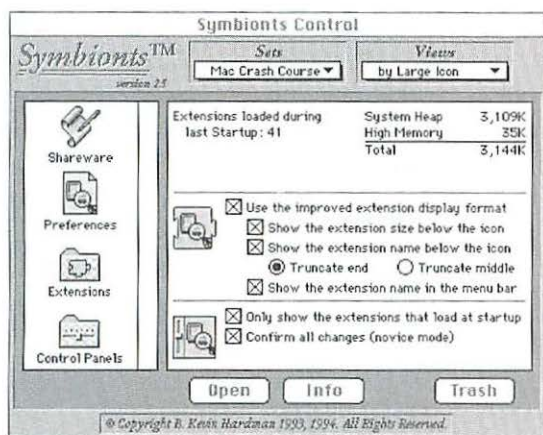 Symbionts Control
Symbionts™
version 2.5
Sets
Mac Crash Course
Views
by Large Icon
Shareware
Preferences
Extensions
Control Panels
Extensions loaded during
last Startup: 41
System Heap 3,109K
High Memory 35K
Total 3,144K
Use the improved extension display format
Show the extension size below the icon
Show the extension name below the icon
Truncate end Truncate middle
Show the extension name in the menu bar
Only show the extensions that load at startup
Confirm all changes (novice mode)
Open Info Trash
© Copyright B. Kevin Hardman 1993, 1994. All Rights Reserved.